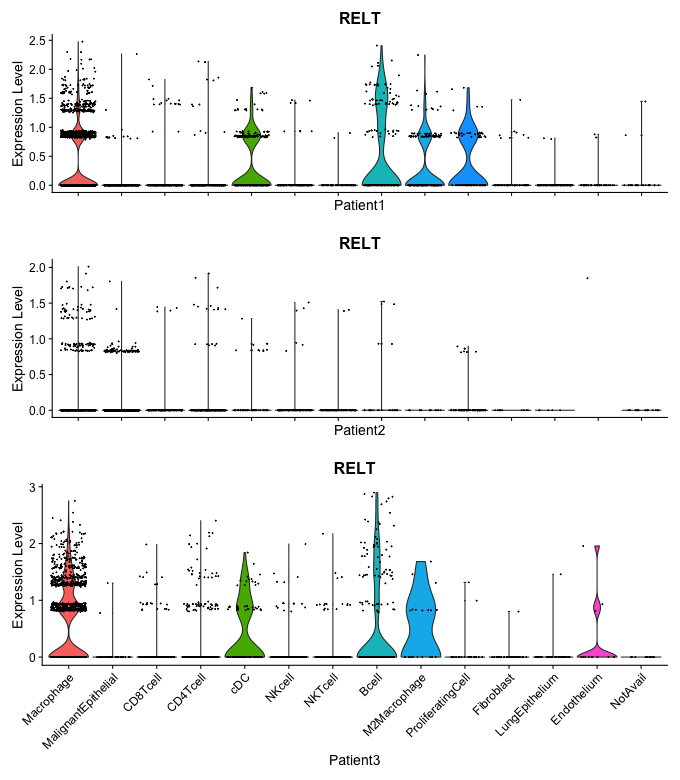 RELT
Expression Level
2.5
2.0
1.5
1.0
0.5
0.0
Patient1
RELT
Expression Level
2.0
1.5
1.0
0.5
0.0
Patient2
RELT
Expression Level
3
2
1
0
Macrophage
MalignantEpithelial
CD8Tcell
CD4Tcell
cDC
NKcell
NKTcell
Bcell
M2Macrophage
ProliferatingCell
Fibroblast
LungEpithelium
Endothelium
NotAvail
Patient3